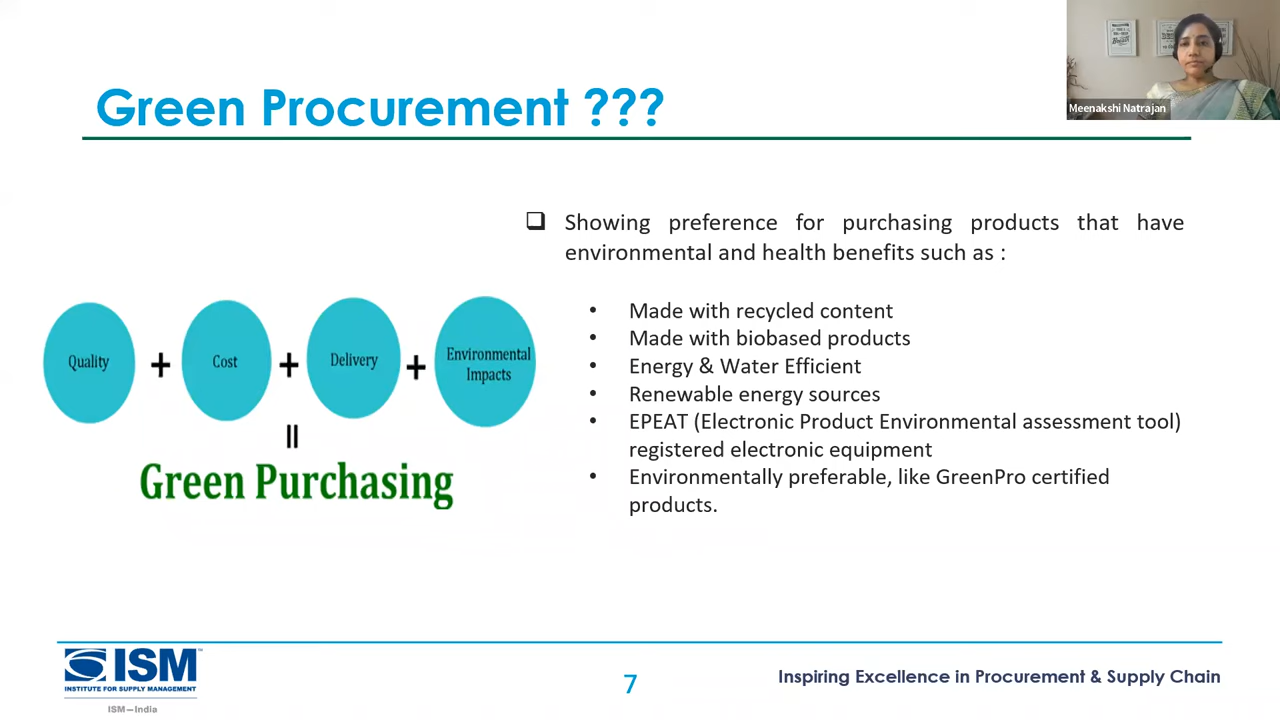 Meenakshi Natrajan
Green Procurement ???
Showing preference for purchasing products that have
environmental and health benefits such as :
• Made with recycled content
• Made with biobased products
• Energy & Water Efficient
• Renewable energy sources
• EPEAT (Electronic Product Environmental assessment tool)
registered electronic equipment
• Environmentally preferable, like GreenPro certified
products.
Quality + Cost + Delivery + Environmental
Impacts
=
Green Purchasing
ISM™
INSTITUTE FOR SUPPLY MANAGEMENT
ISM—India
7
Inspiring Excellence in Procurement & Supply Chain